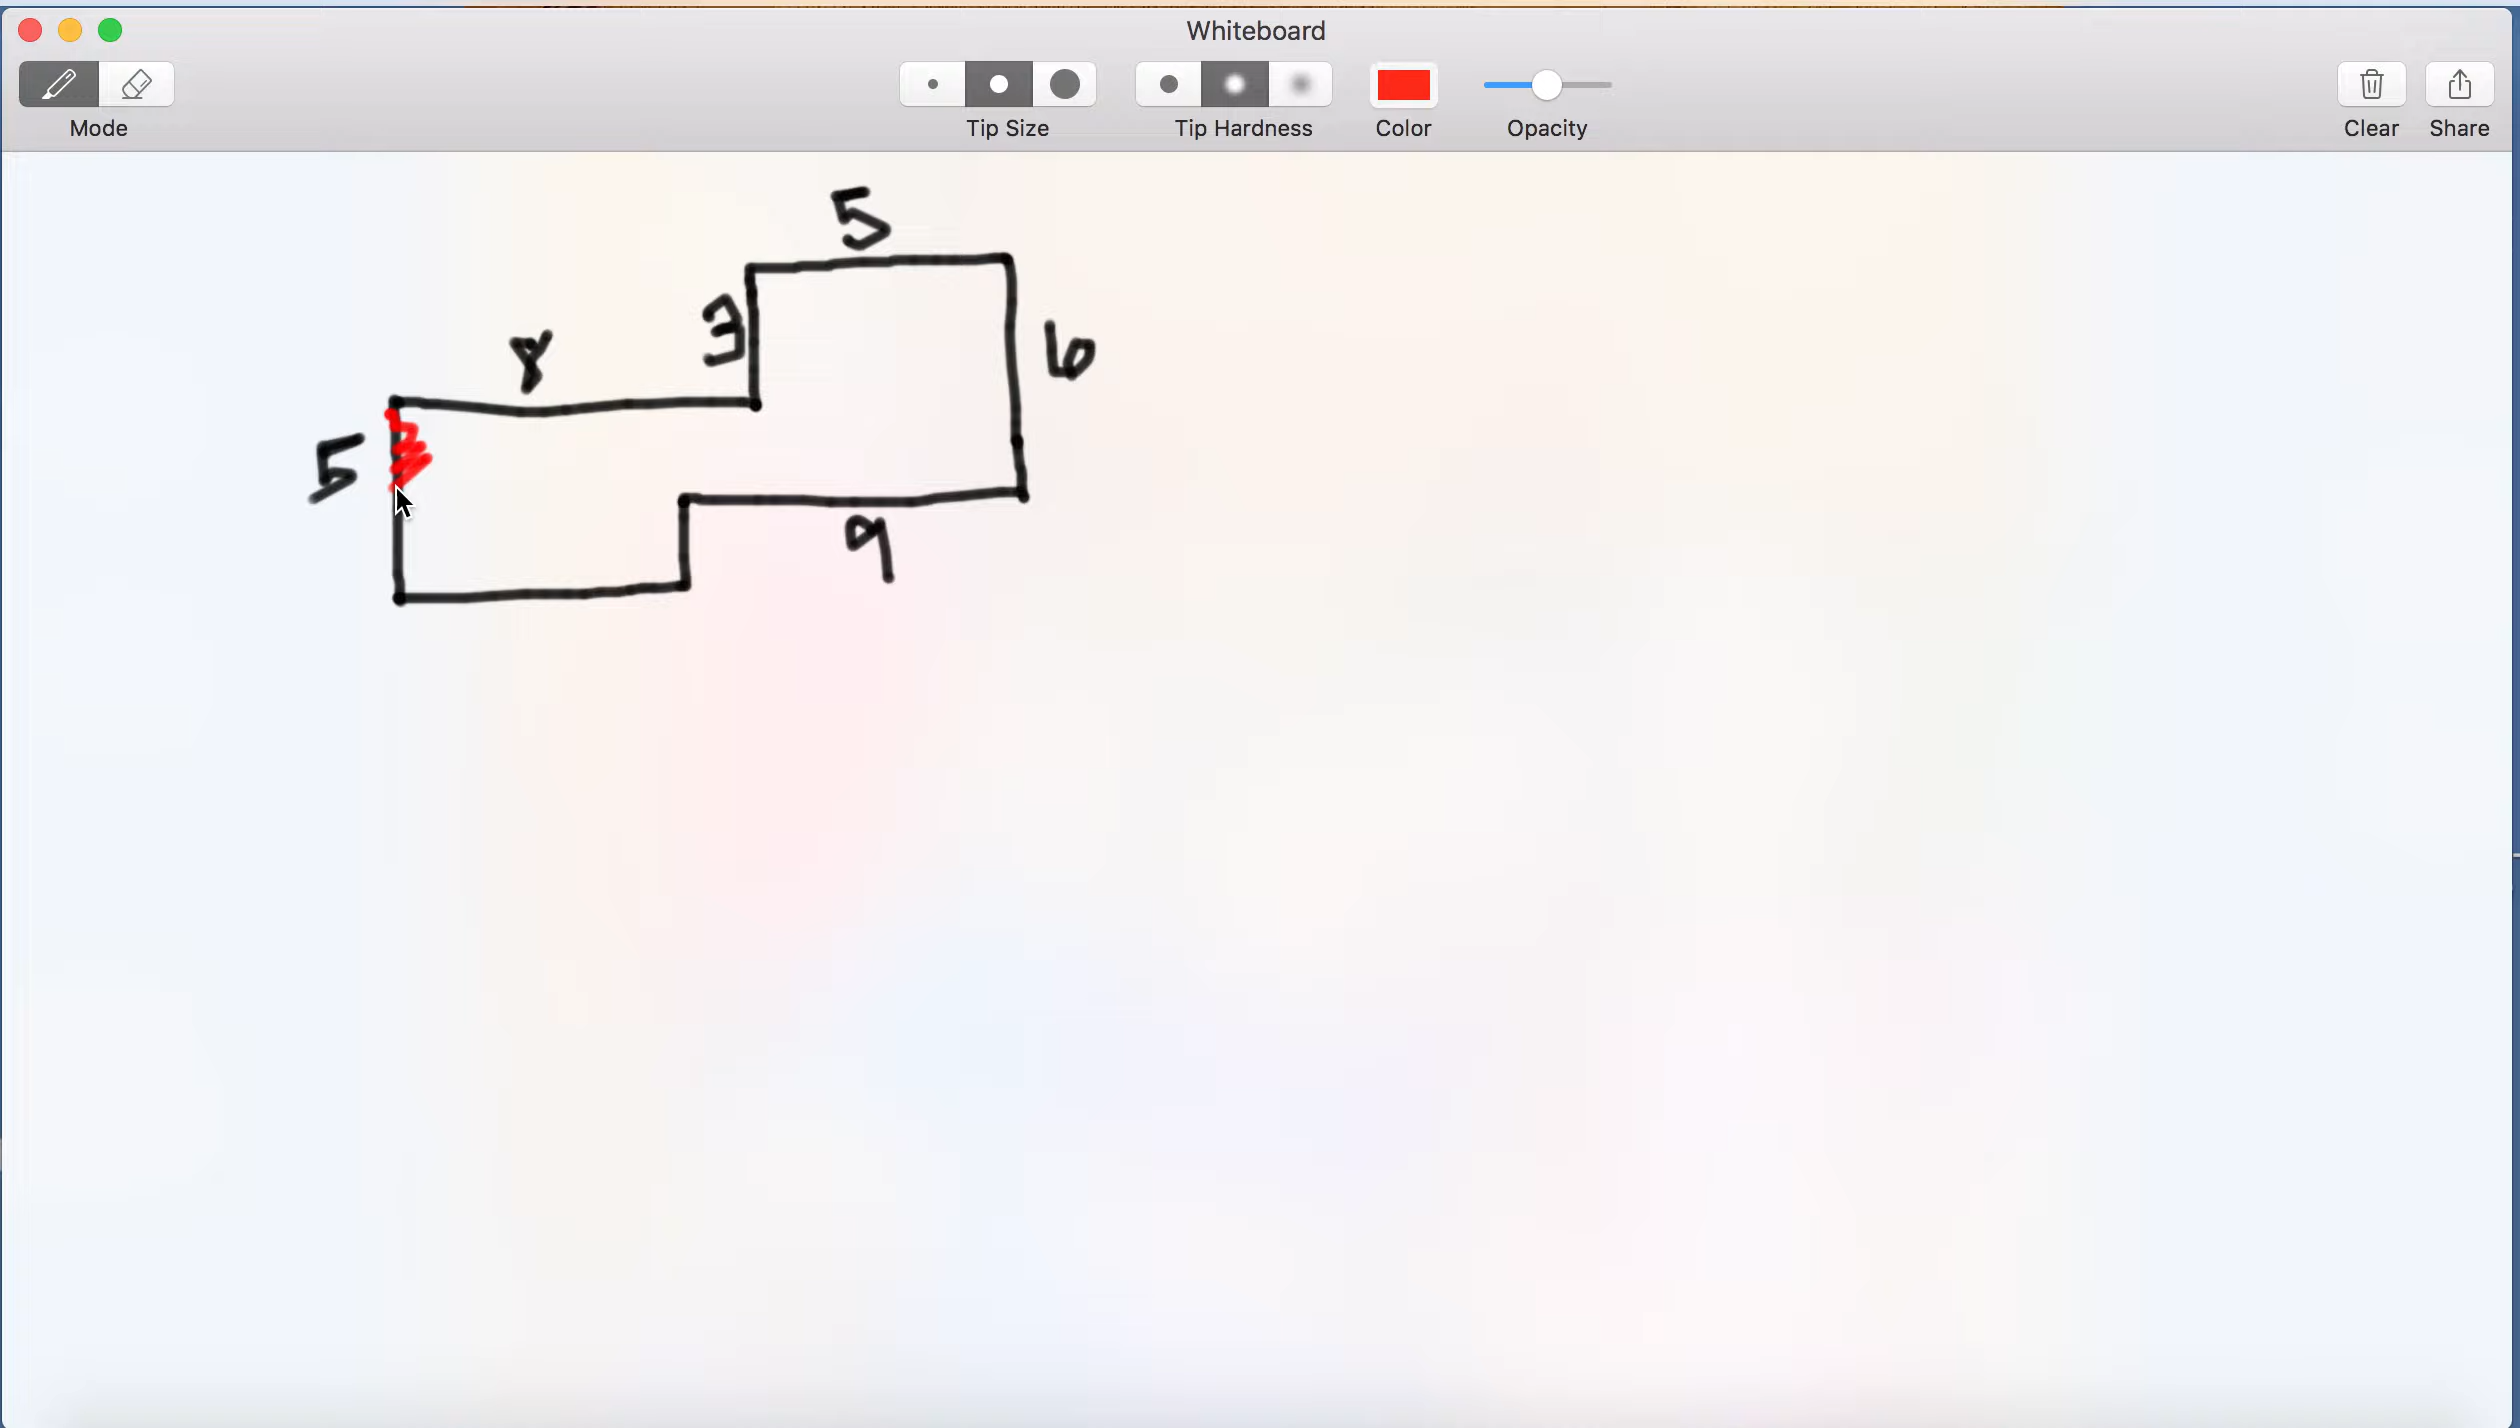 Whiteboard
Mode
Tip Size
Tip Hardness
Color
Opacity
Clear
Share
5
3
8
6
5
9